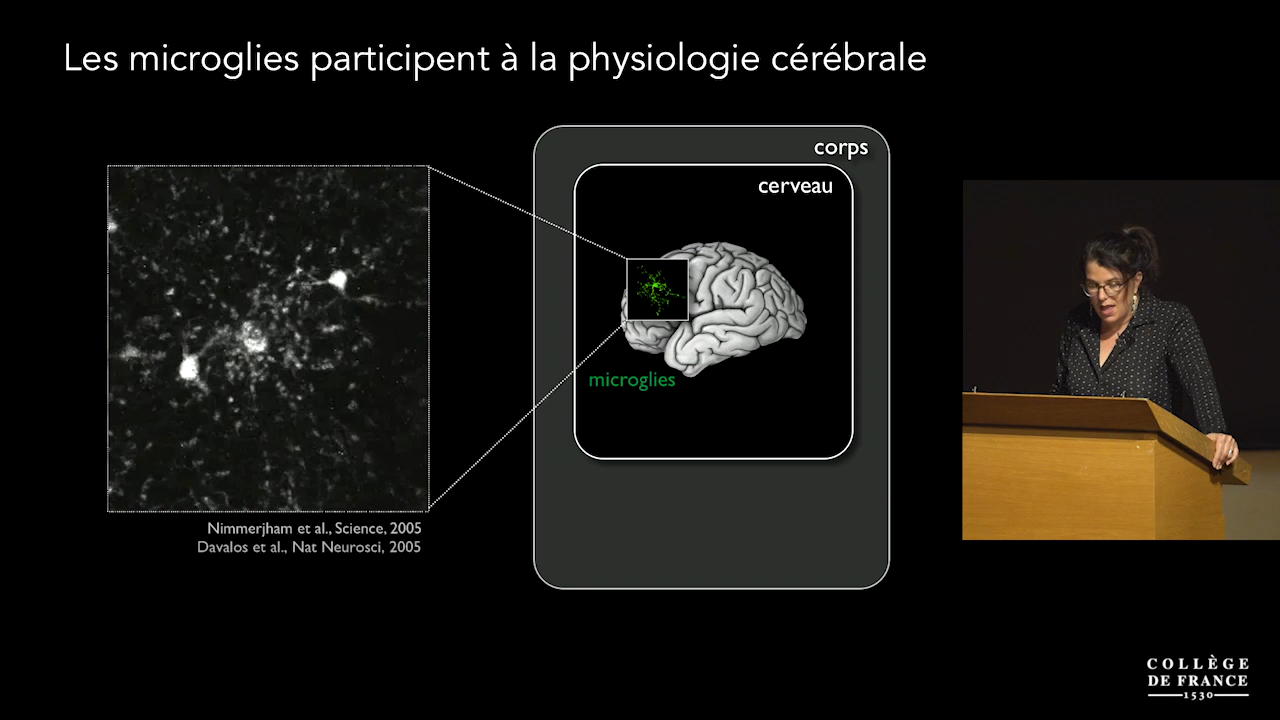 Les microglies participent à la physiologie cérébrale
corps
cerveau
microglies
Nimmerjham et al., Science, 2005
Davalos et al., Nat Neurosci, 2005
COLLÈGE
DE FRANCE
1530